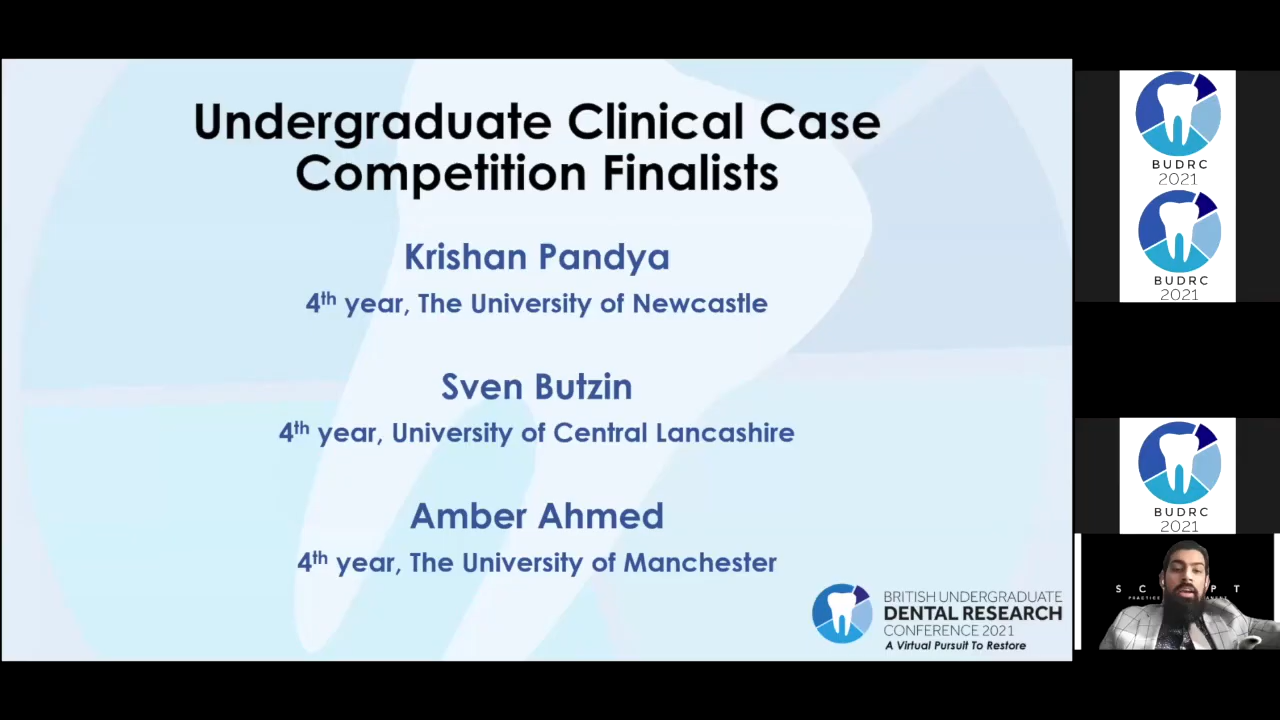 Undergraduate Clinical Case
Competition Finalists
Krishan Pandya
4th year, The University of Newcastle
Sven Butzin
4th year, University of Central Lancashire
Amber Ahmed
4th year, The University of Manchester
BRITISH UNDERGRADUATE
DENTAL RESEARCH
CONFERENCE 2021
A Virtual Pursuit To Restore
BUDRC
2021
BUDRC
2021
BUDRC
2021